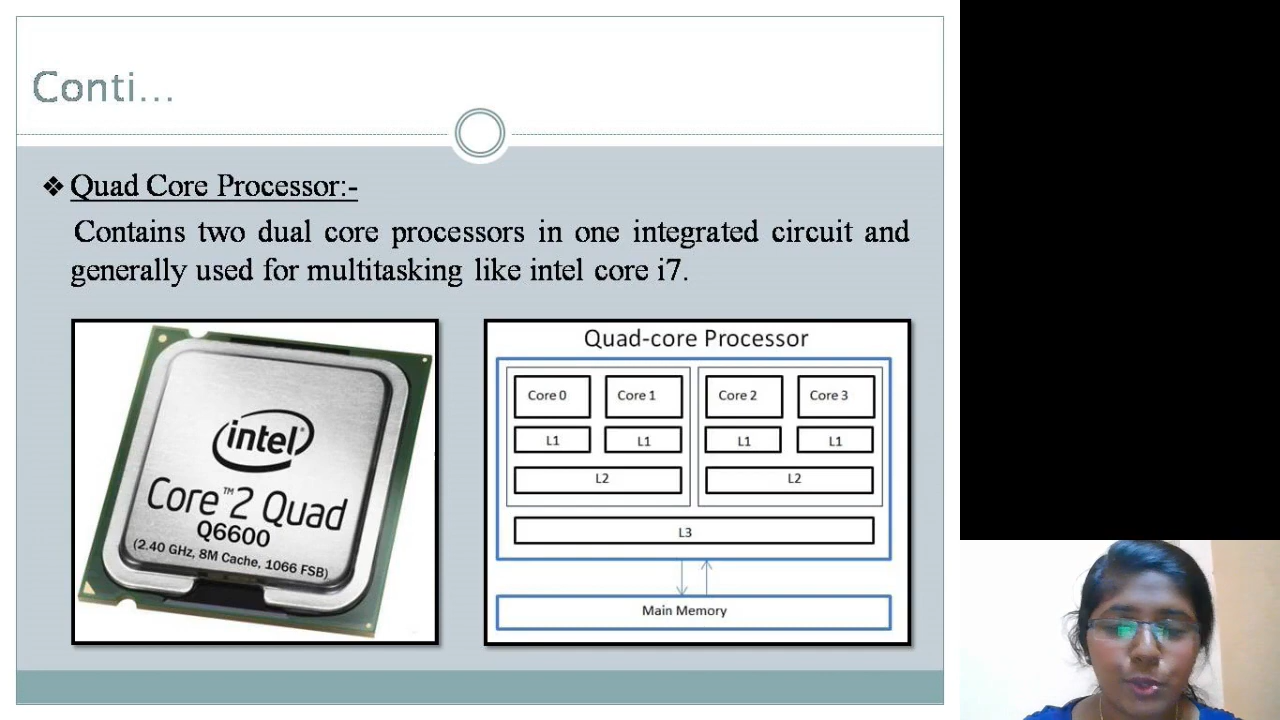 Conti...
❖ Quad Core Processor:-
Contains two dual core processors in one integrated circuit and
generally used for multitasking like intel core i7.
intel
Core™2 Quad
Q6600
(2.40 GHz, 8M Cache, 1066 FSB)
Quad-core Processor
Core 0 Core 1 Core 2 Core 3
L1 L1 L1 L1
L2 L2
L3
Main Memory